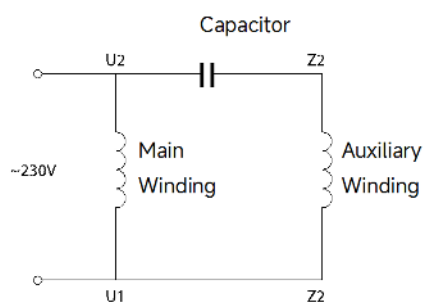 Capacitor
U2
Z2
~230V
Main
Winding
Auxiliary
Winding
U1
Z2